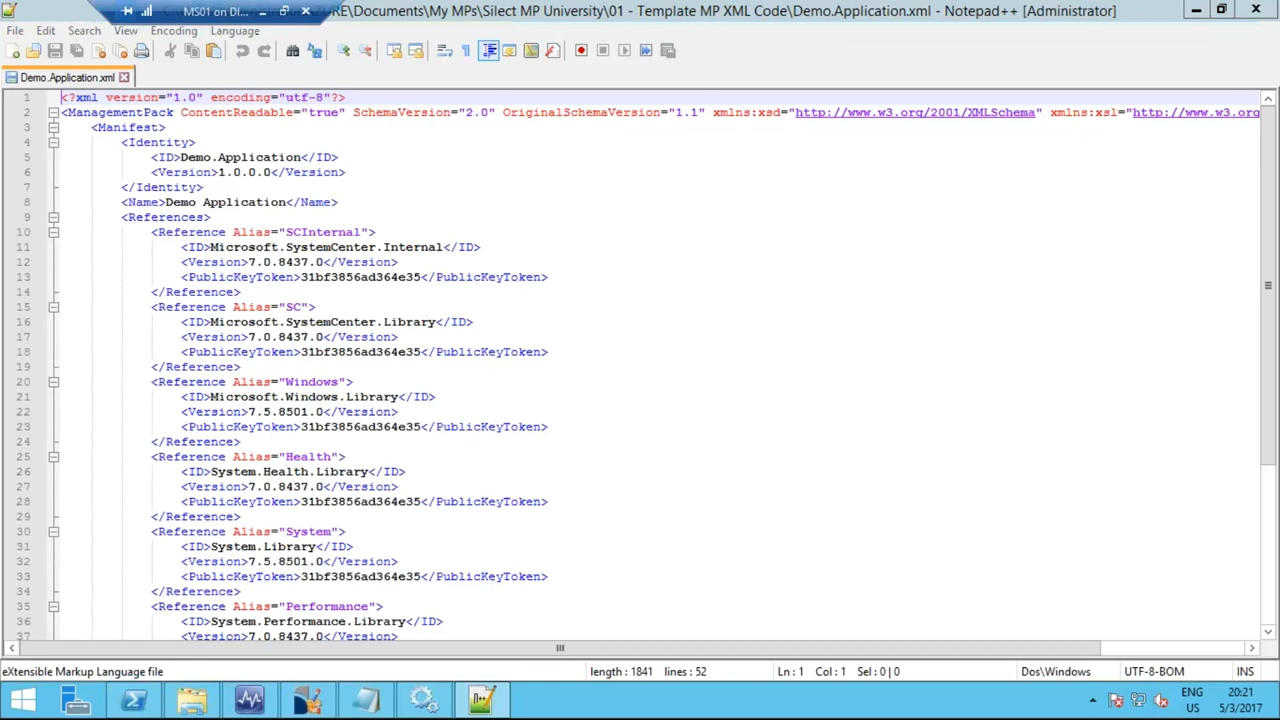 MS01 on DI...
RE\Documents\My MPs\Silect MP University\01 - Template MP XML Code\Demo.Application.xml - Notepad++ [Administrator]
File Edit Search View Encoding Language
Demo.Application.xml
1 <?xml version="1.0" encoding="utf-8"?>
2 <ManagementPack ContentReadable="true" SchemaVersion="2.0" OriginalSchemaVersion="1.1" xmlns:xsd="http://www.w3.org/2001/XMLSchema" xmlns:xsl="http://www.w3.org
3 <Manifest>
4 <Identity>
5 <ID>Demo.Application</ID>
6 <Version>1.0.0.0</Version>
7 </Identity>
8 <Name>Demo Application</Name>
9 <References>
10 <Reference Alias="SCInternal">
11 <ID>Microsoft.SystemCenter.Internal</ID>
12 <Version>7.0.8437.0</Version>
13 <PublicKeyToken>31bf3856ad364e35</PublicKeyToken>
14 </Reference>
15 <Reference Alias="SC">
16 <ID>Microsoft.SystemCenter.Library</ID>
17 <Version>7.0.8437.0</Version>
18 <PublicKeyToken>31bf3856ad364e35</PublicKeyToken>
19 </Reference>
20 <Reference Alias="Windows">
21 <ID>Microsoft.Windows.Library</ID>
22 <Version>7.5.8501.0</Version>
23 <PublicKeyToken>31bf3856ad364e35</PublicKeyToken>
24 </Reference>
25 <Reference Alias="Health">
26 <ID>System.Health.Library</ID>
27 <Version>7.0.8437.0</Version>
28 <PublicKeyToken>31bf3856ad364e35</PublicKeyToken>
29 </Reference>
30 <Reference Alias="System">
31 <ID>System.Library</ID>
32 <Version>7.5.8501.0</Version>
33 <PublicKeyToken>31bf3856ad364e35</PublicKeyToken>
34 </Reference>
35 <Reference Alias="Performance">
36 <ID>System.Performance.Library</ID>
37 <Version>7.0.8437.0</Version>
eXtensible Markup Language file length : 1841 lines : 52 Ln : 1 Col : 1 Sel : 0 | 0 Dos\Windows UTF-8-BOM INS
ENG 20:21
US 5/3/2017